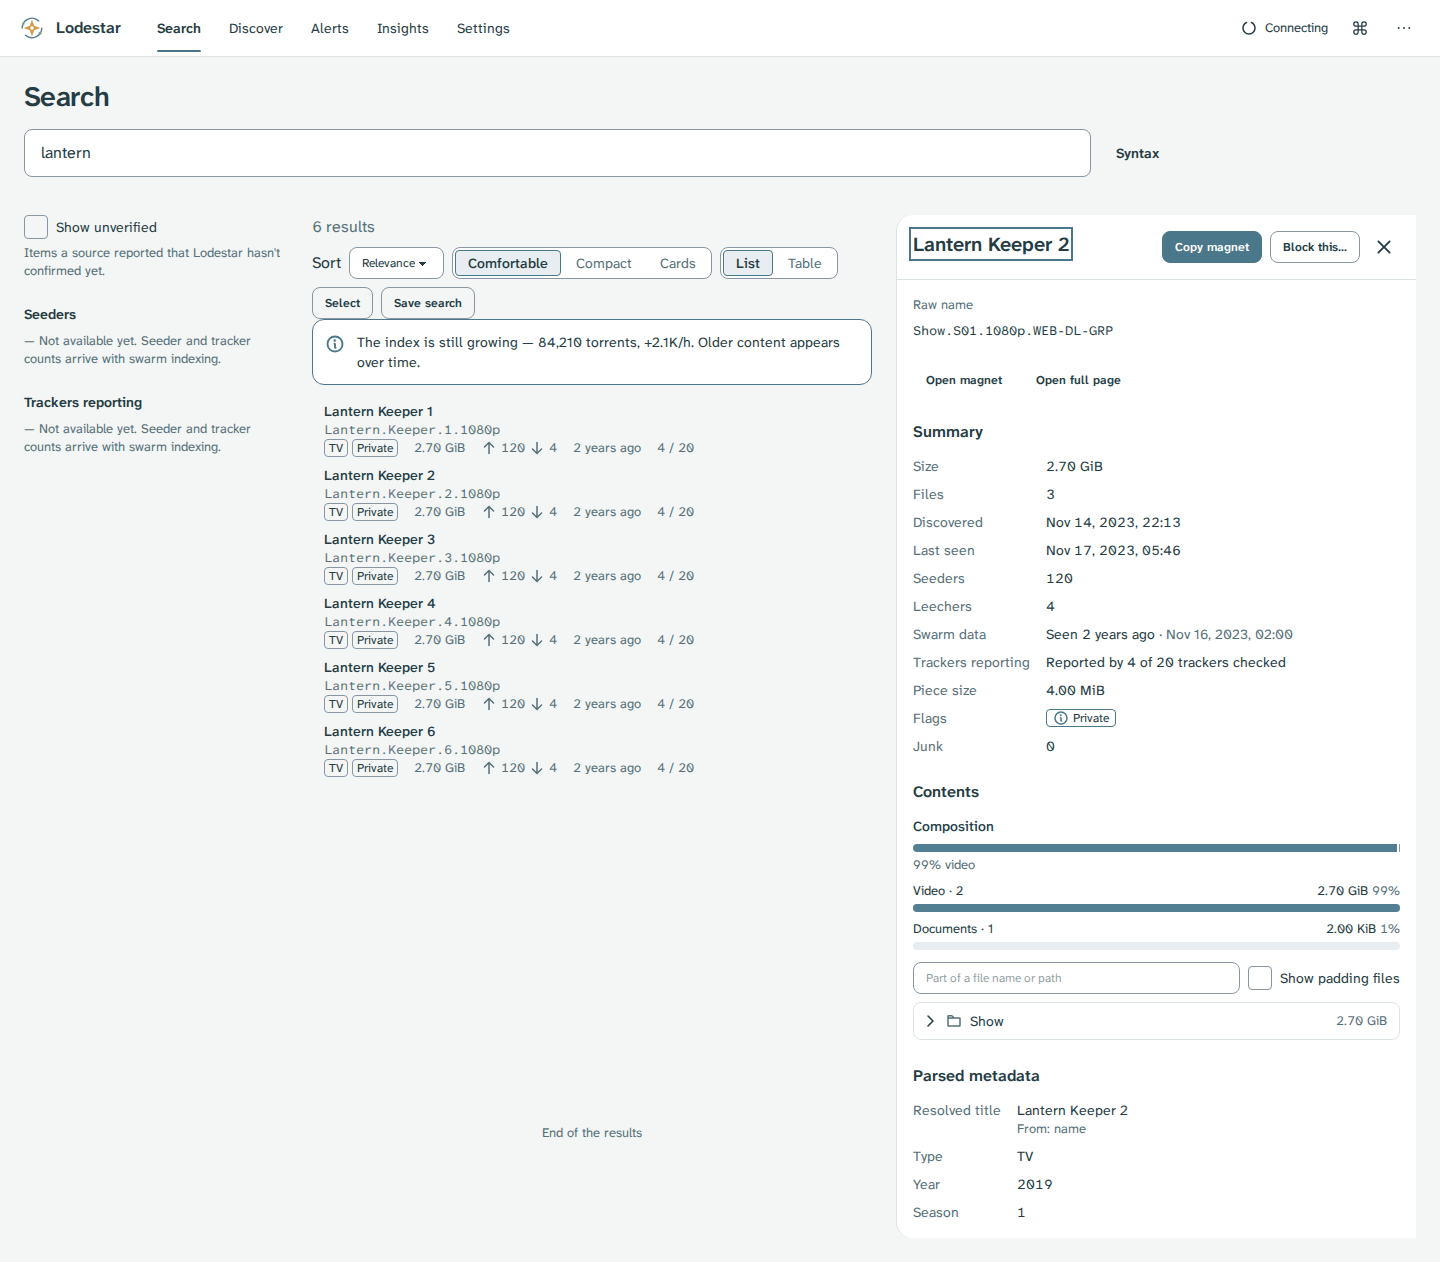 Lodestar
Search
Discover
Alerts
Insights
Settings
Connecting
Search
lantern
Syntax
Show unverified
Items a source reported that Lodestar hasn't
confirmed yet.
Seeders
— Not available yet. Seeder and tracker
counts arrive with swarm indexing.
Trackers reporting
— Not available yet. Seeder and tracker
counts arrive with swarm indexing.
6 results
Sort
Relevance
Comfortable
Compact
Cards
List
Table
Select
Save search
The index is still growing — 84,210 torrents, +2.1K/h. Older content appears
over time.
Lantern Keeper 1
Lantern.Keeper.1.1080p
TV Private 2.70 GiB 120 4 2 years ago 4 / 20
Lantern Keeper 2
Lantern.Keeper.2.1080p
TV Private 2.70 GiB 120 4 2 years ago 4 / 20
Lantern Keeper 3
Lantern.Keeper.3.1080p
TV Private 2.70 GiB 120 4 2 years ago 4 / 20
Lantern Keeper 4
Lantern.Keeper.4.1080p
TV Private 2.70 GiB 120 4 2 years ago 4 / 20
Lantern Keeper 5
Lantern.Keeper.5.1080p
TV Private 2.70 GiB 120 4 2 years ago 4 / 20
Lantern Keeper 6
Lantern.Keeper.6.1080p
TV Private 2.70 GiB 120 4 2 years ago 4 / 20
End of the results
Lantern Keeper 2
Copy magnet
Block this...
Raw name
Show.S01.1080p.WEB-DL-GRP
Open magnet
Open full page
Summary
Size 2.70 GiB
Files 3
Discovered Nov 14, 2023, 22:13
Last seen Nov 17, 2023, 05:46
Seeders 120
Leechers 4
Swarm data Seen 2 years ago · Nov 16, 2023, 02:00
Trackers reporting Reported by 4 of 20 trackers checked
Piece size 4.00 MiB
Flags Private
Junk 0
Contents
Composition
99% video
Video · 2 2.70 GiB 99%
Documents · 1 2.00 KiB 1%
Part of a file name or path
Show padding files
Show 2.70 GiB
Parsed metadata
Resolved title Lantern Keeper 2
From: name
Type TV
Year 2019
Season 1